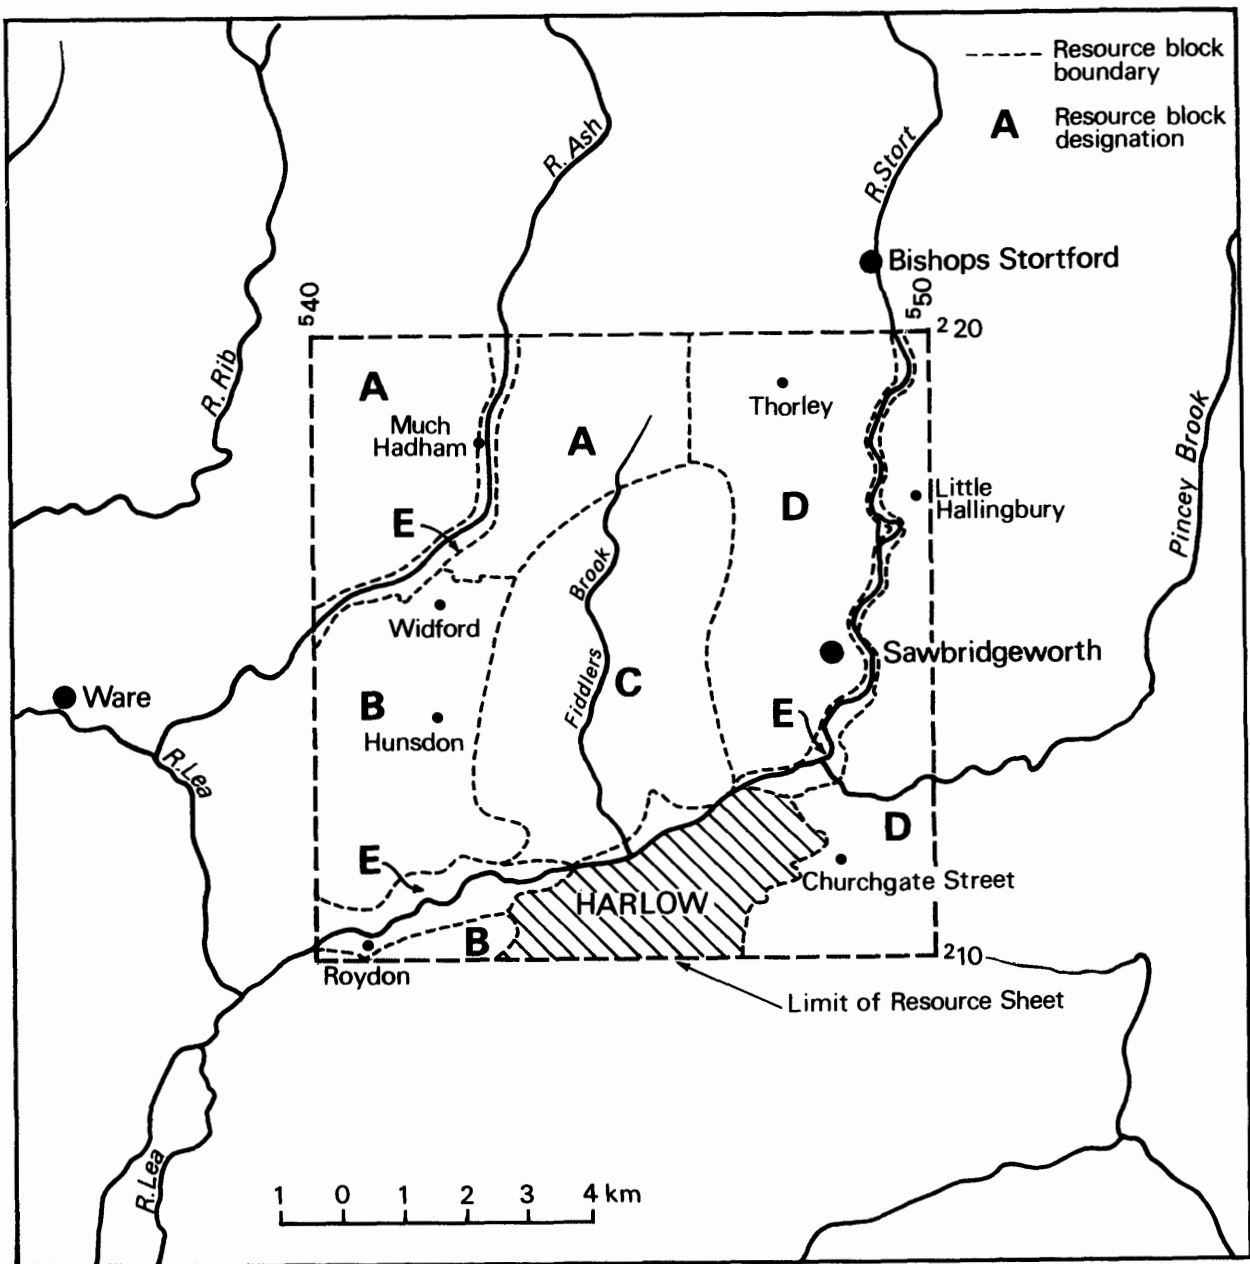 Resource block
boundary
A
Resource block
designation
R. Ash
R. Stort
Bishops Stortford
⁵40
⁵50
²20
R. Rib
A
Much
Hadham
A
Thorley
Pincey Brook
D
Little
Hallingbury
E
Brook
Widford
Sawbridgeworth
Fiddlers
C
Ware
B
Hunsdon
E
R. Lea
D
E
Churchgate Street
HARLOW
B
²10
Roydon
Limit of Resource Sheet
R. Lea
1 0 1 2 3 4 km